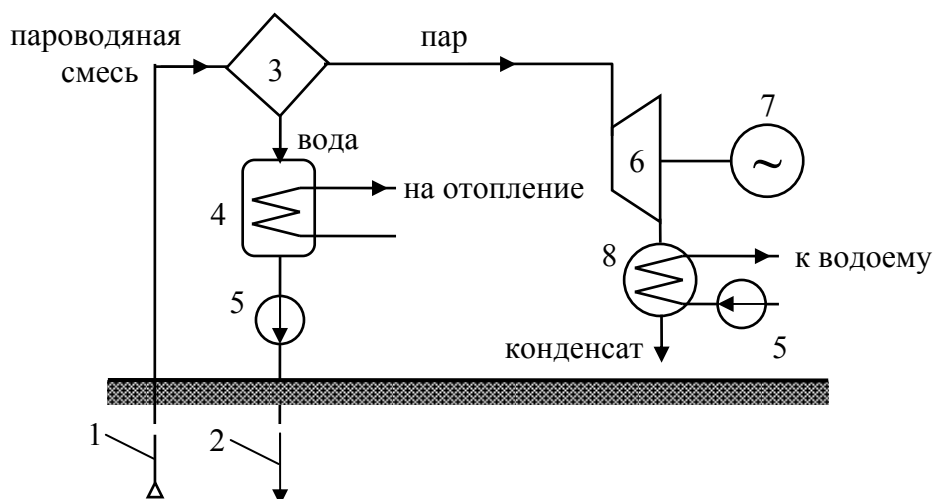 пароводяная
смесь
пар
3
7
вода
6
~
4
на отопление
8
к водоему
5
5
конденсат
1
2